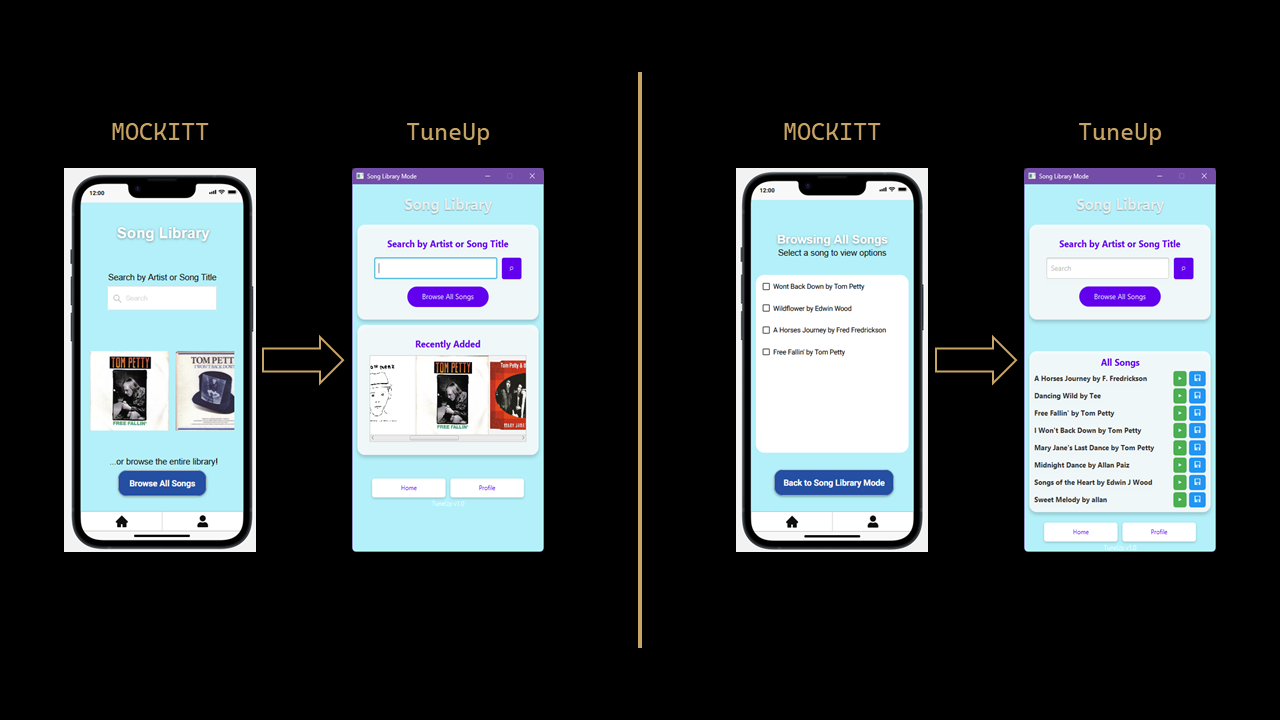 MOCKITT
TuneUp
12:00
Song Library
Search by Artist or Song Title
Search
TOM PETTY
FREE FALLIN'
TOM PETT
I WON'T BACK DOWN
...or browse the entire library!
Browse All Songs
Song Library Mode
Song Library
Search by Artist or Song Title
Browse All Songs
Recently Added
TOM PETTY
FREE FALLIN'
Tom Petty & 
MARY JANE
Home
Profile
TuneUp v1.0
MOCKITT
TuneUp
12:00
Browsing All Songs
Select a song to view options
Wont Back Down by Tom Petty
Wildflower by Edwin Wood
A Horses Journey by Fred Fredrickson
Free Fallin' by Tom Petty
Back to Song Library Mode
Song Library Mode
Song Library
Search by Artist or Song Title
Search
Browse All Songs
All Songs
A Horses Journey by F. Fredrickson
Dancing Wild by Tee
Free Fallin' by Tom Petty
I Won't Back Down by Tom Petty
Mary Jane's Last Dance by Tom Petty
Midnight Dance by Allan Paiz
Songs of the Heart by Edwin J Wood
Sweet Melody by allan
Home
Profile